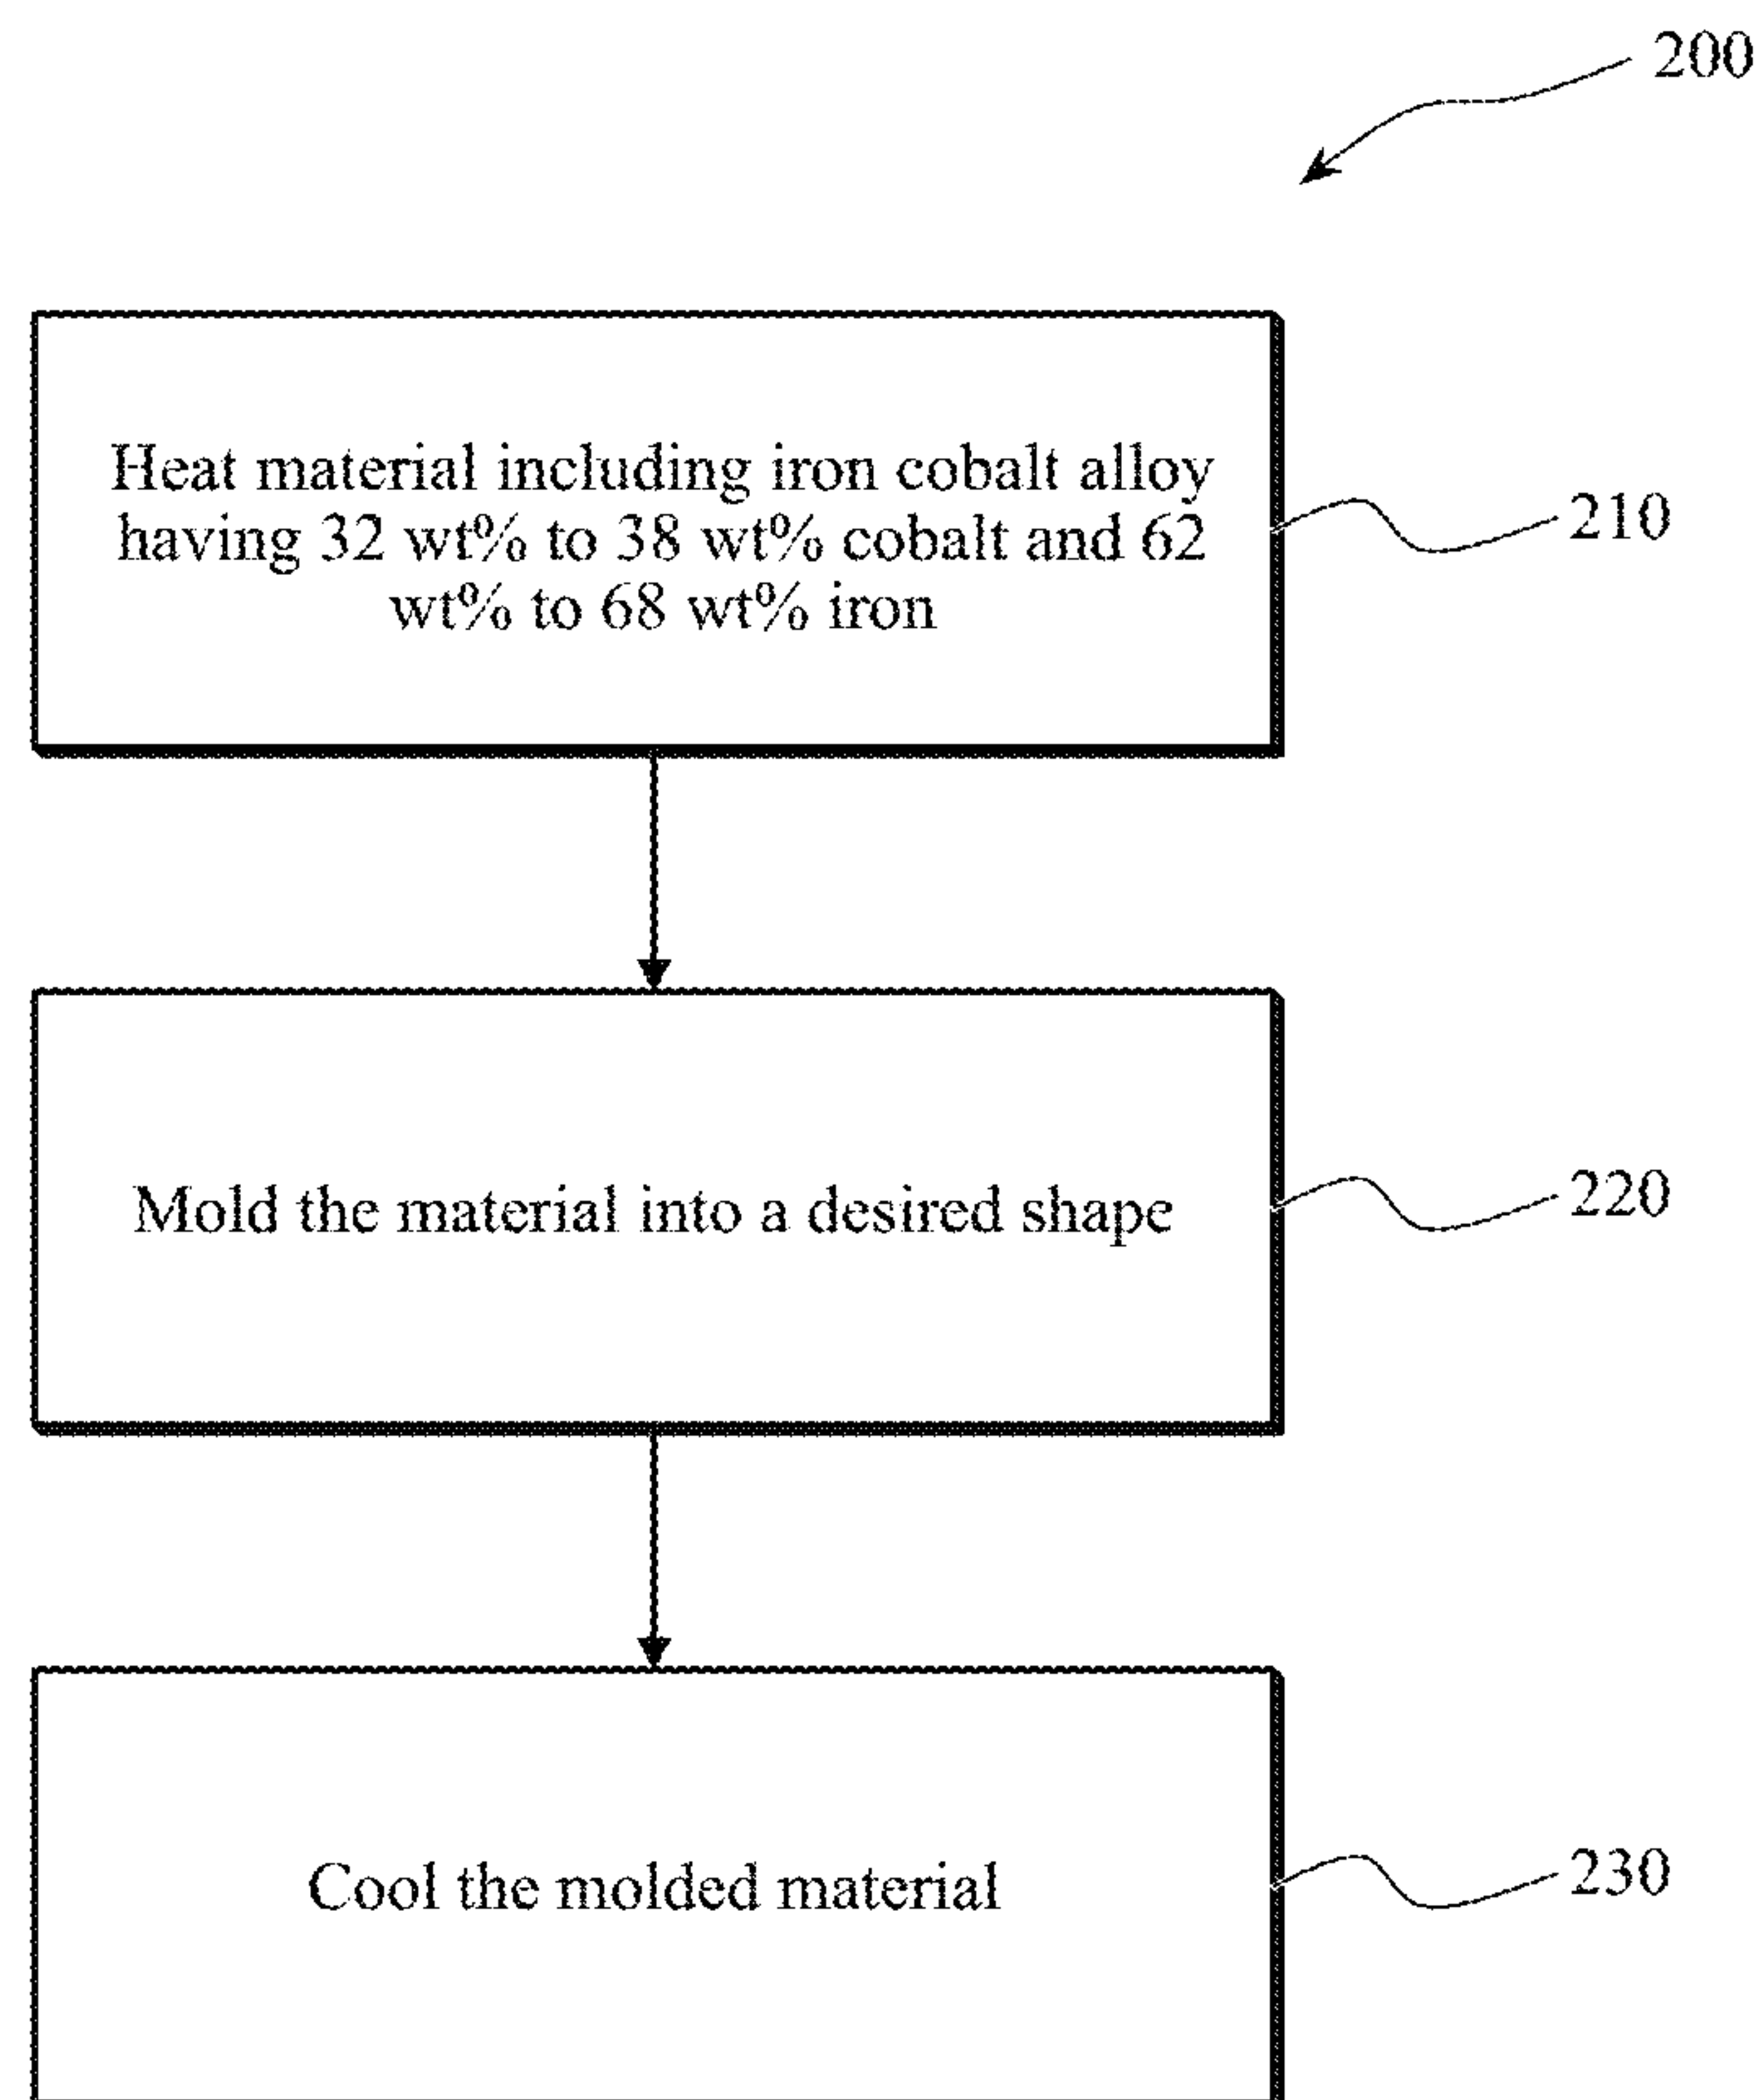 200
Heat material including iron cobalt alloy
having 32 wt% to 38 wt% cobalt and 62
wt% to 68 wt% iron
210
Mold the material into a desired shape
220
Cool the molded material
230